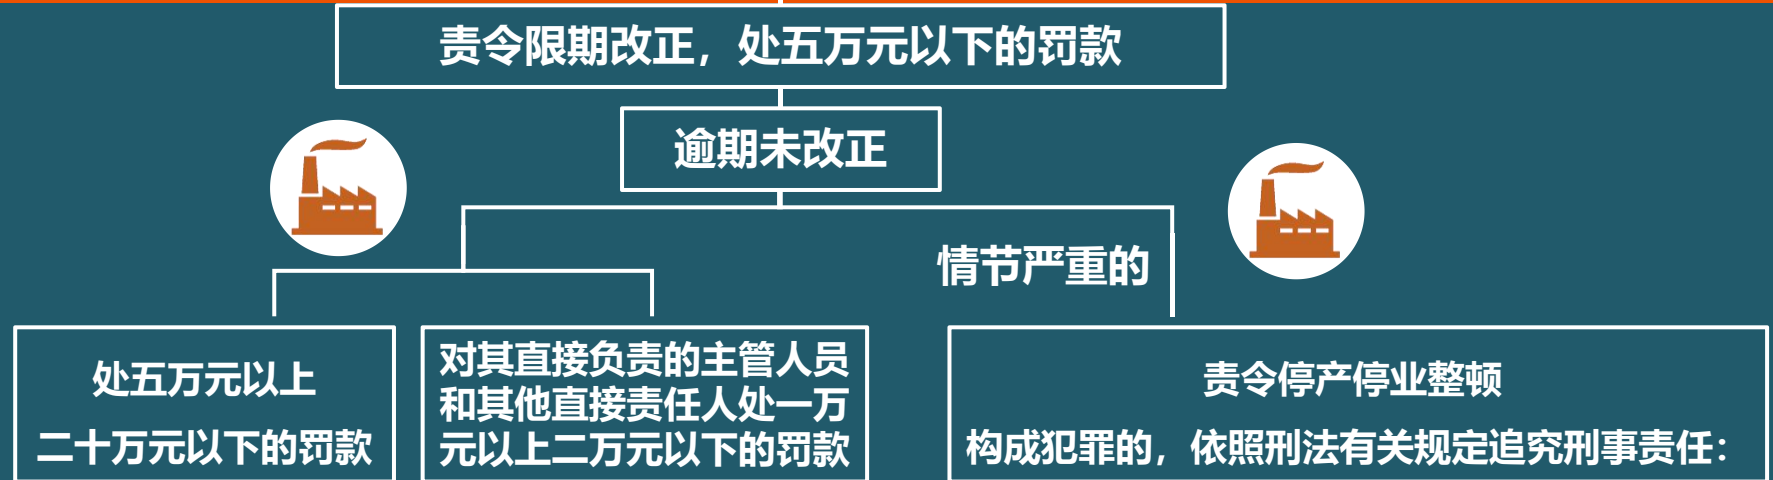 责令限期改正，处五万元以下的罚款
逾期未改正
情节严重的
处五万元以上
二十万元以下的罚款
对其直接负责的主管人员
和其他直接责任人处一万
元以上二万元以下的罚款
责令停产停业整顿
构成犯罪的，依照刑法有关规定追究刑事责任：